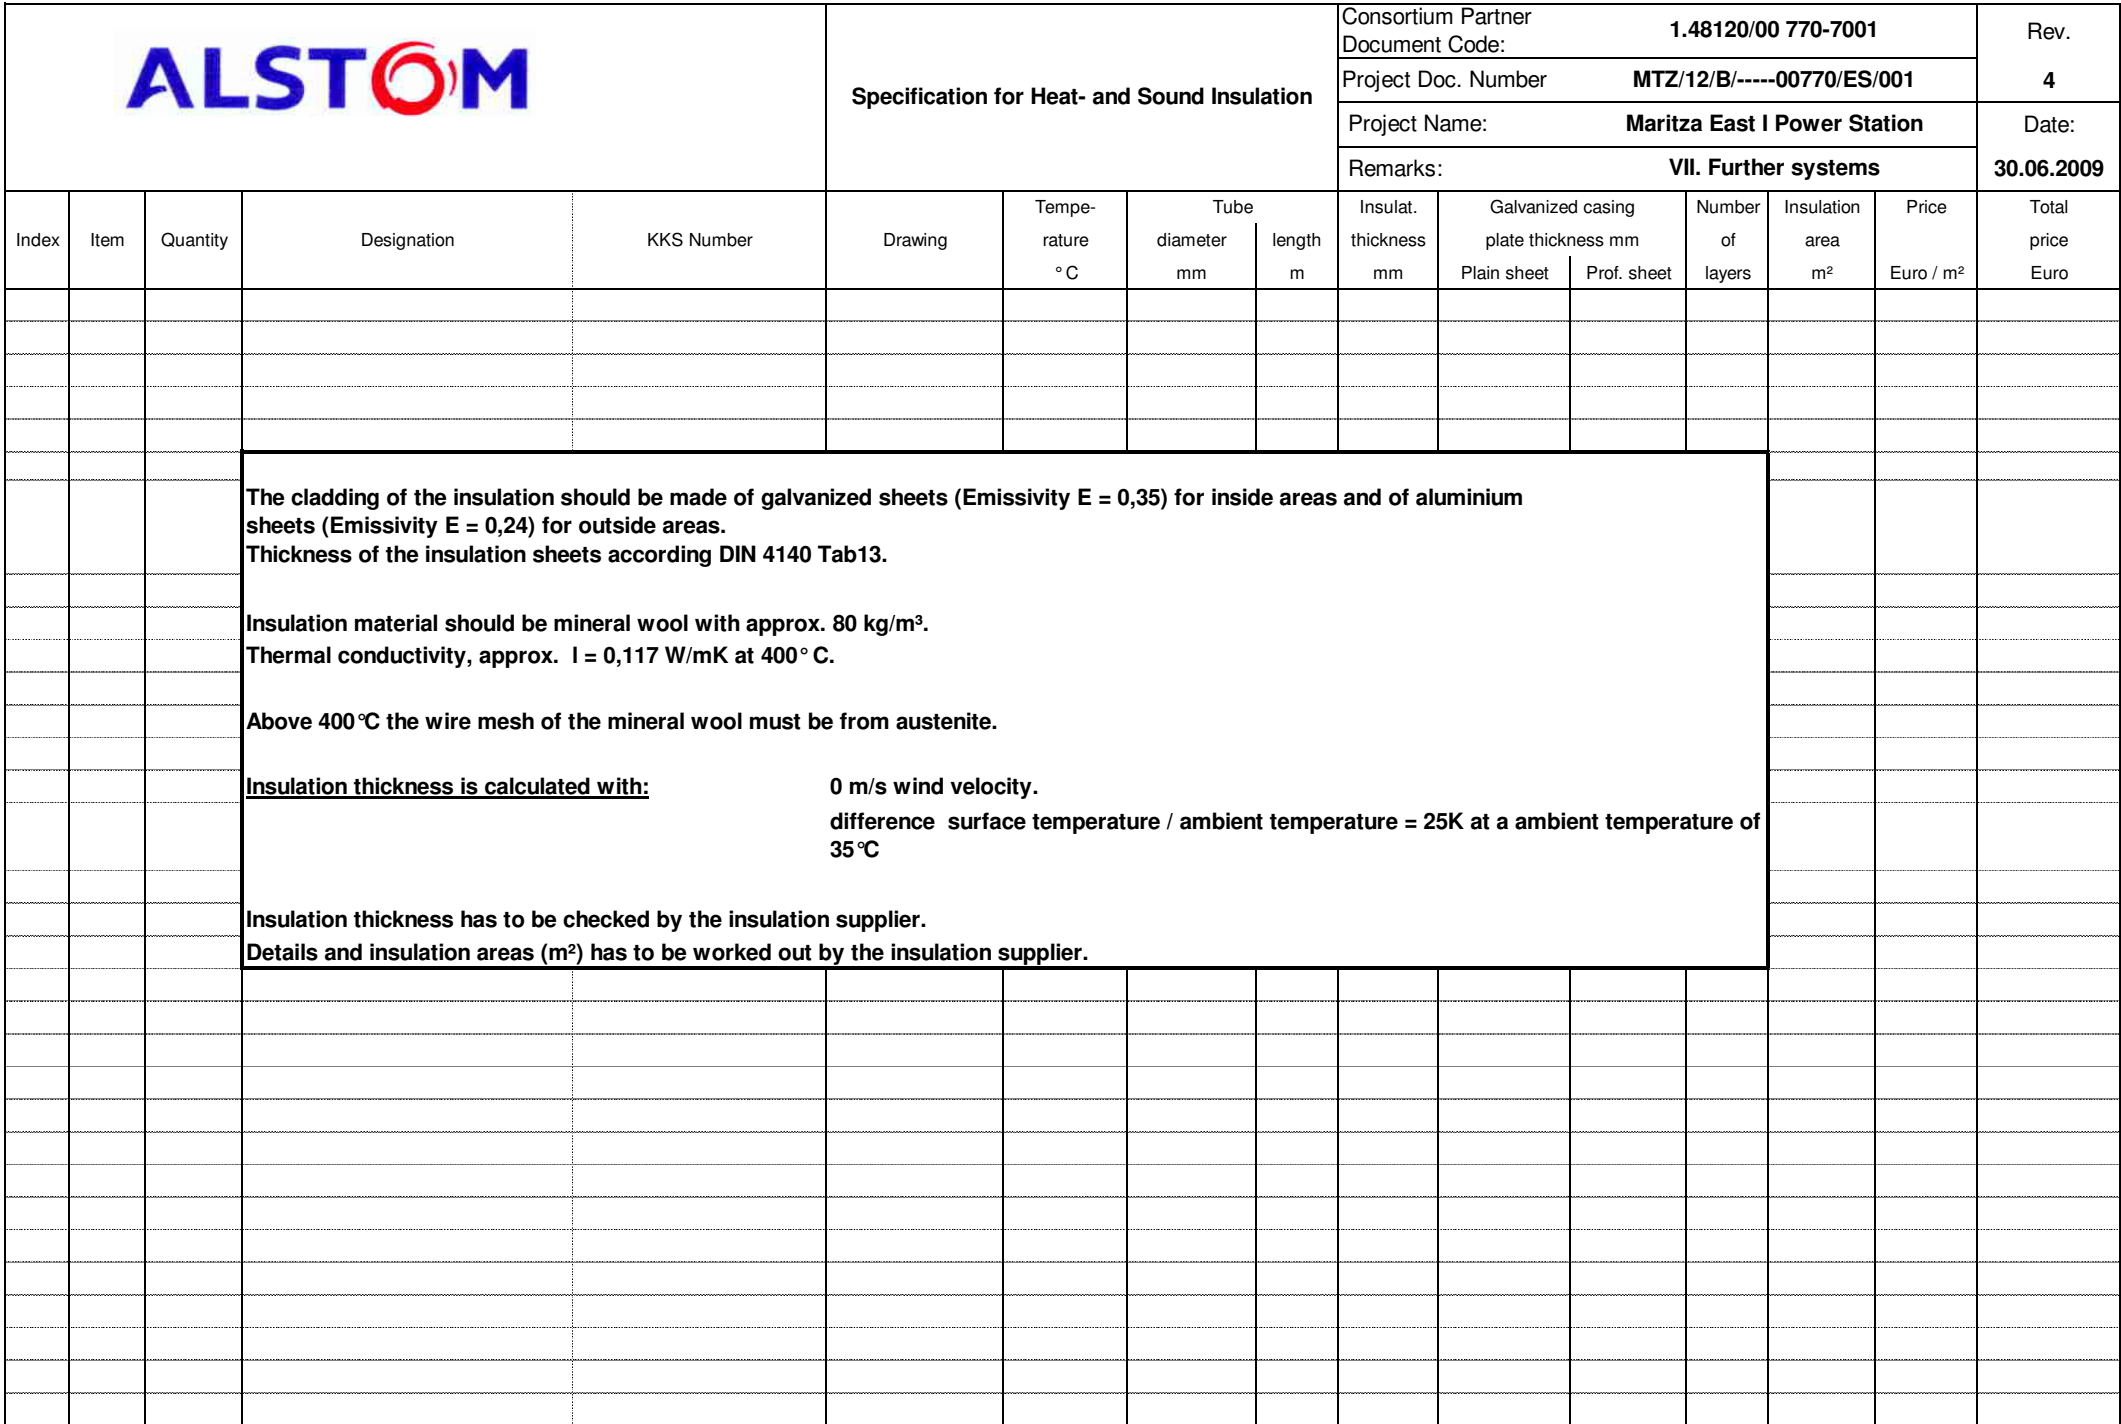 ALSTOM
Specification for Heat- and Sound Insulation
Consortium Partner
Document Code:
1.48120/00 770-7001
Rev.
Project Doc. Number
MTZ/12/B/-----00770/ES/001
4
Project Name:
Maritza East I Power Station
Date:
Remarks:
VII. Further systems
30.06.2009
Index
Item
Quantity
Designation
KKS Number
Drawing
Tempe-
rature
°C
Tube
diameter
mm
length
m
Insulat.
thickness
mm
Galvanized casing
plate thickness mm
Plain sheet
Prof. sheet
Number
of
layers
Insulation
area
m²
Price
Euro / m²
Total
price
Euro
The cladding of the insulation should be made of galvanized sheets (Emissivity E = 0,35) for inside areas and of aluminium
sheets (Emissivity E = 0,24) for outside areas.
Thickness of the insulation sheets according DIN 4140 Tab13.
Insulation material should be mineral wool with approx. 80 kg/m³.
Thermal conductivity, approx.  l = 0,117 W/mK at 400°C.
Above 400°C the wire mesh of the mineral wool must be from austenite.
Insulation thickness is calculated with:
0 m/s wind velocity.
difference  surface temperature / ambient temperature = 25K at a ambient temperature of
35°C
Insulation thickness has to be checked by the insulation supplier.
Details and insulation areas (m²) has to be worked out by the insulation supplier.